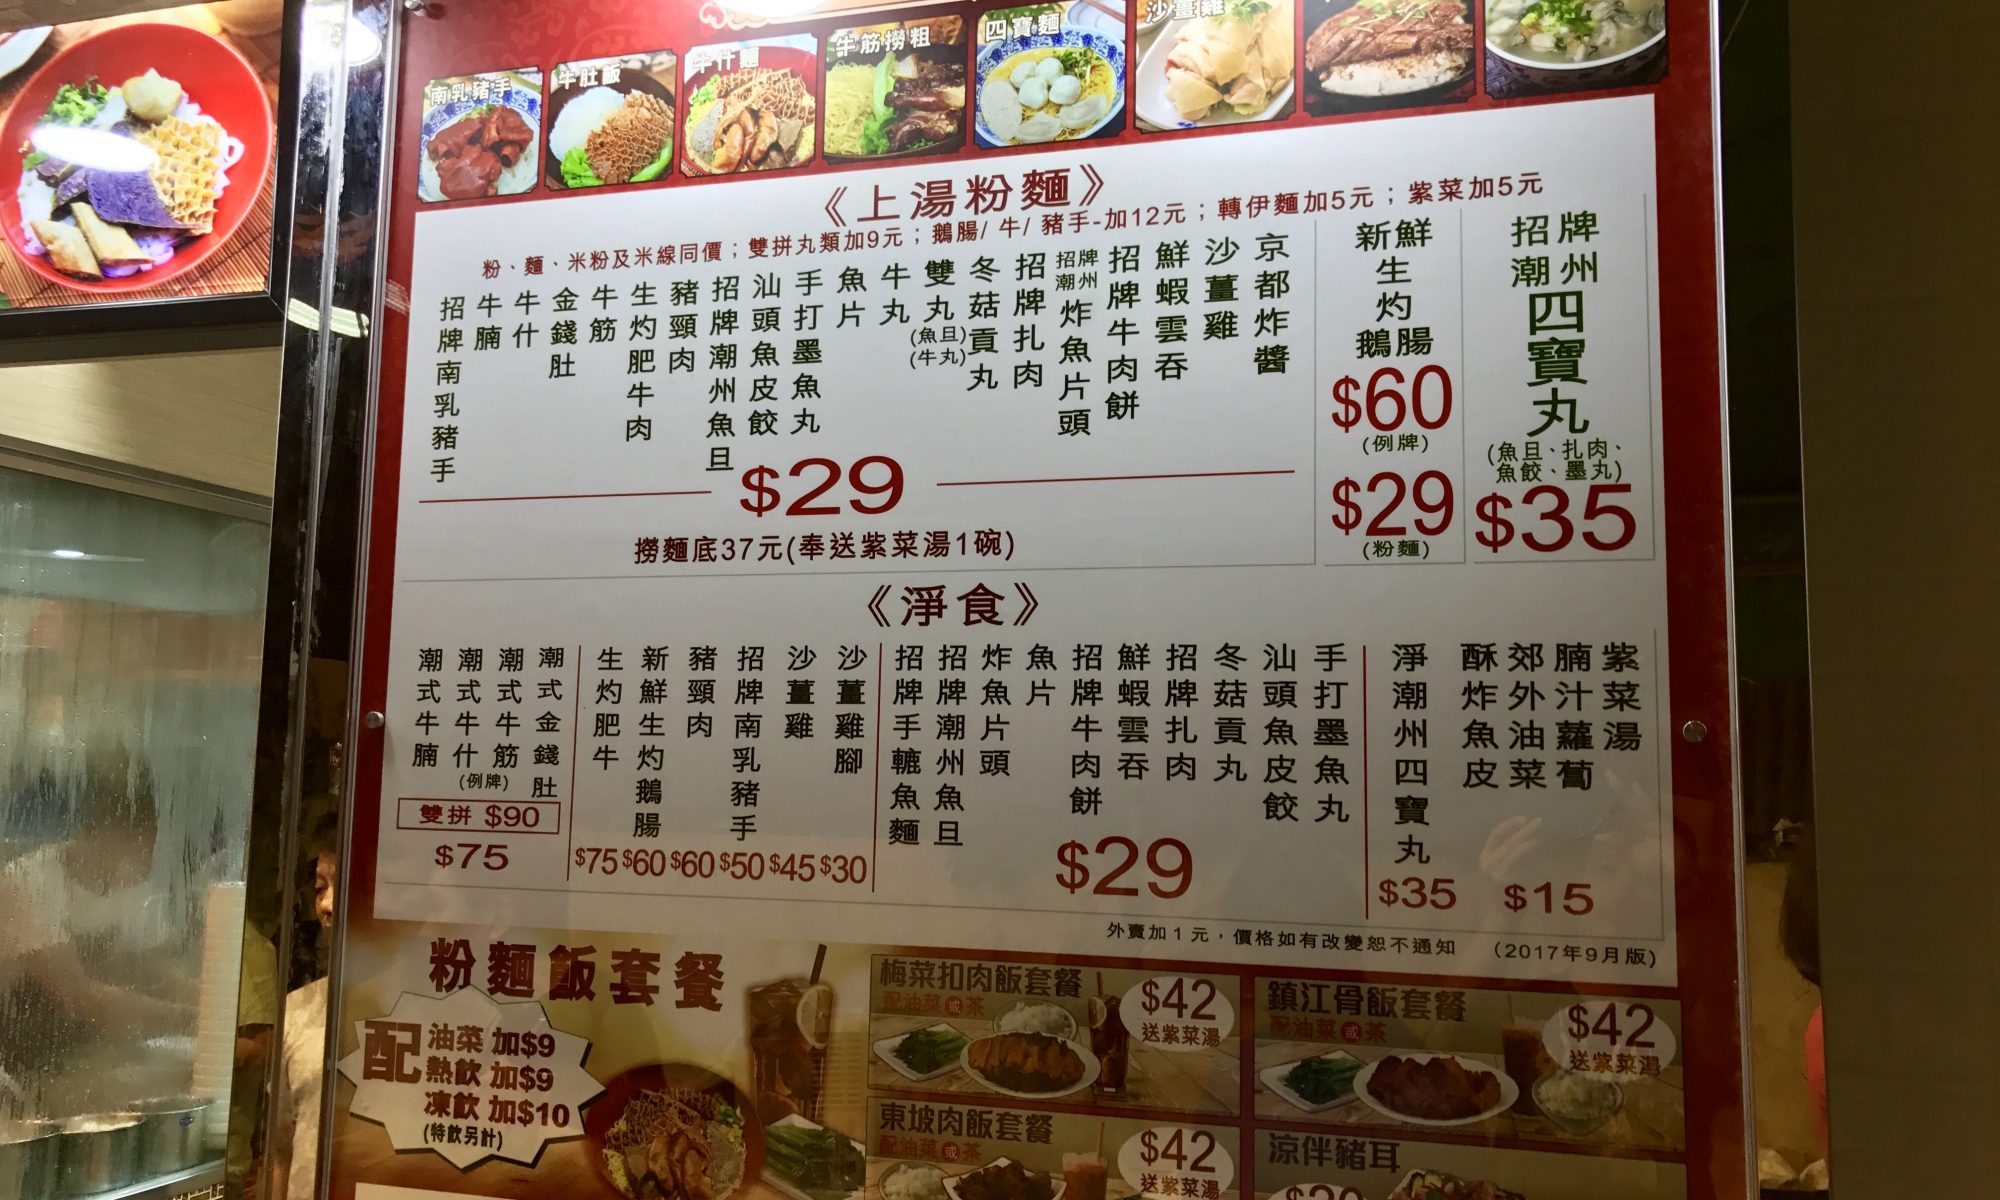 南乳豬手
牛肚飯
牛什麵
牛筋撈粗
四寶麵
沙薑雞
《上湯粉麵》
粉、麵、米粉及米線同價；雙拼丸類加9元；鵝腸/ 牛/ 豬手-加12元；轉伊麵加5元；紫菜加5元
招牌南乳豬手
牛腩
牛什
金錢肚
牛筋
生灼肥牛肉
豬頸肉
招牌潮州魚旦
汕頭魚皮餃
手打墨魚丸
魚片
牛丸
雙丸
(魚旦)
(牛丸)
冬菇貢丸
招牌扎肉
招牌潮州炸魚片頭
招牌牛肉餅
鮮蝦雲吞
沙薑雞
京都炸醬
$29
撈麵底37元(奉送紫菜湯1碗)
新鮮生灼鵝腸
$60
(例牌)
$29
(粉麵)
招牌潮州四寶丸
(魚旦、扎肉、
魚餃、墨丸)
$35
《淨食》
潮式牛腩
潮式牛什
潮式牛筋
潮式金錢肚
(例牌)
雙拼 $90
$75
生灼肥牛
新鮮生灼鵝腸
豬頸肉
招牌南乳豬手
沙薑雞
沙薑雞腳
$75 $60 $60 $50 $45 $30
招牌手轆魚麵
招牌潮州魚旦
炸魚片頭
魚片
招牌牛肉餅
鮮蝦雲吞
招牌扎肉
冬菇貢丸
汕頭魚皮餃
手打墨魚丸
$29
淨潮州四寶丸
$35
酥炸魚皮
郊外油菜
腩汁蘿蔔
紫菜湯
$15
外賣加1元，價格如有改變恕不通知 (2017年9月版)
粉麵飯套餐
配
油菜 加$9
熱飲 加$9
凍飲 加$10
(特飲另計)
梅菜扣肉飯套餐
配油菜或茶
$42
送紫菜湯
鎮江骨飯套餐
配油菜或茶
$42
送紫菜湯
東坡肉飯套餐
配油菜或茶
$42
送紫菜湯
涼伴豬耳